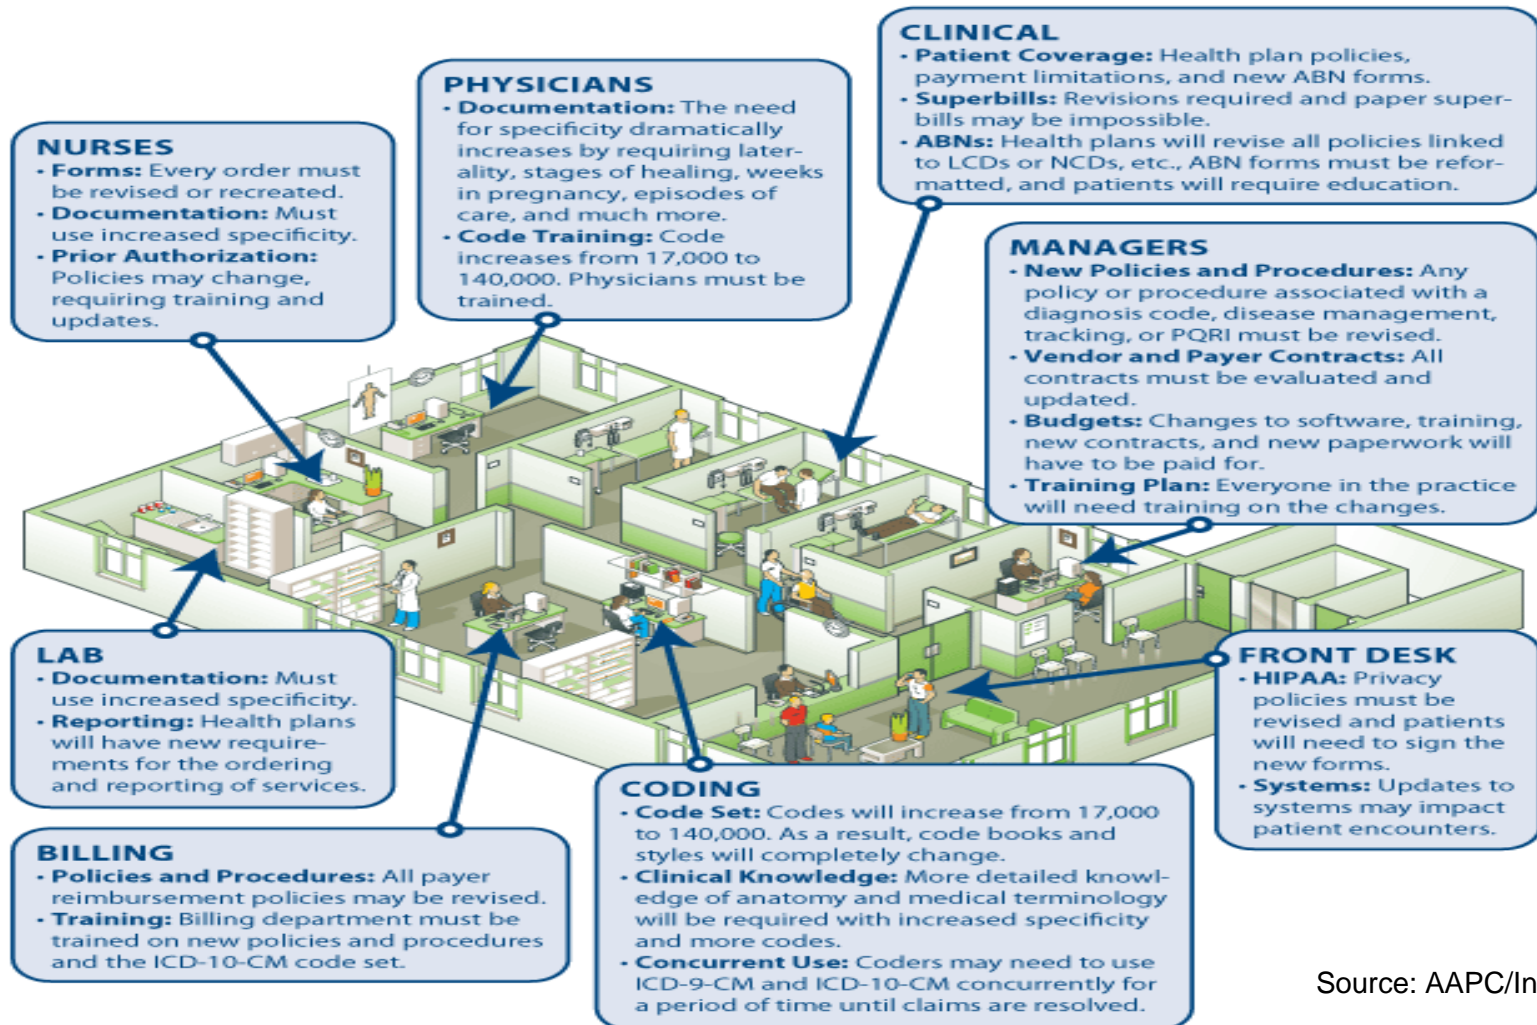 CLINICAL
• Patient Coverage: Health plan policies,
payment limitations, and new ABN forms.
• Superbills: Revisions required and paper super-
bills may be impossible.
• ABNs: Health plans will revise all policies linked
to LCDs or NCDs, etc., ABN forms must be refor-
matted, and patients will require education.
PHYSICIANS
• Documentation: The need
for specificity dramatically
increases by requiring later-
ality, stages of healing, weeks
in pregnancy, episodes of
care, and much more.
• Code Training: Code
increases from 17,000 to
140,000. Physicians must be
trained.
NURSES
• Forms: Every order must
be revised or recreated.
• Documentation: Must
use increased specificity.
• Prior Authorization:
Policies may change,
requiring training and
updates.
MANAGERS
• New Policies and Procedures: Any
policy or procedure associated with a
diagnosis code, disease management,
tracking, or PQRI must be revised.
• Vendor and Payer Contracts: All
contracts must be evaluated and
updated.
• Budgets: Changes to software, training,
new contracts, and new paperwork will
have to be paid for.
• Training Plan: Everyone in the practice
will need training on the changes.
LAB
• Documentation: Must
use increased specificity.
• Reporting: Health plans
will have new require-
ments for the ordering
and reporting of services.
FRONT DESK
• HIPAA: Privacy
policies must be
revised and patients
will need to sign the
new forms.
• Systems: Updates to
systems may impact
patient encounters.
BILLING
• Policies and Procedures: All payer
reimbursement policies may be revised.
• Training: Billing department must be
trained on new policies and procedures
and the ICD-10-CM code set.
CODING
• Code Set: Codes will increase from 17,000
to 140,000. As a result, code books and
styles will completely change.
• Clinical Knowledge: More detailed knowl-
edge of anatomy and medical terminology
will be required with increased specificity
and more codes.
• Concurrent Use: Coders may need to use
ICD-9-CM and ICD-10-CM concurrently for
a period of time until claims are resolved.
Source: AAPC/In